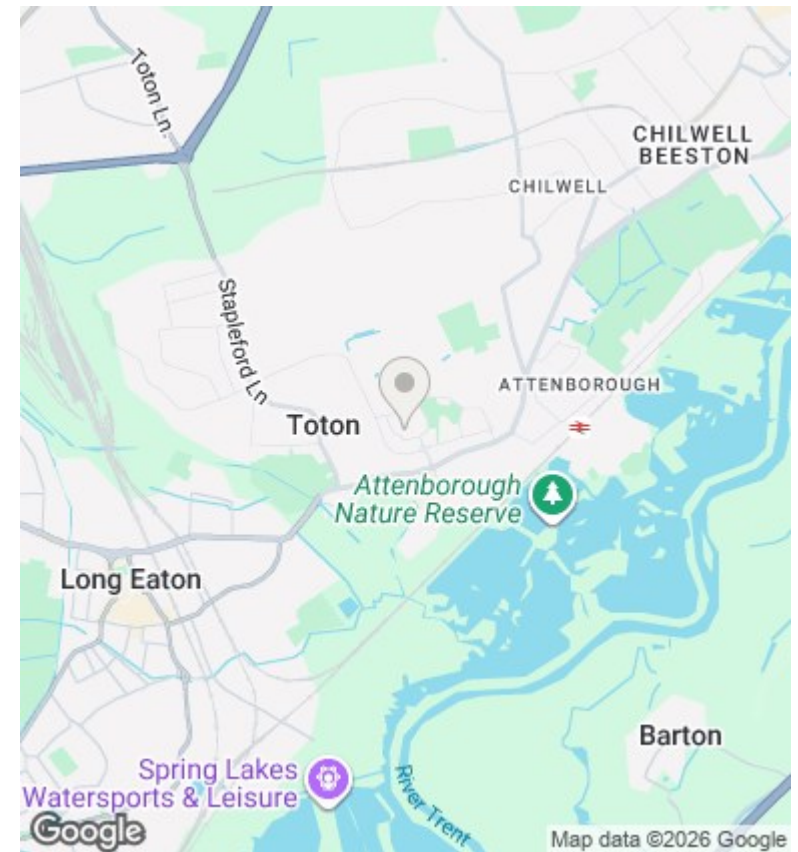 Toton Ln.
CHILWELL
BEESTON
CHILWELL
Stapleford Ln
ATTENBOROUGH
Toton
Attenborough
Nature Reserve
Long Eaton
Barton
Spring Lakes
Watersports & Leisure
River Trent
Google
Map data ©2026 Google